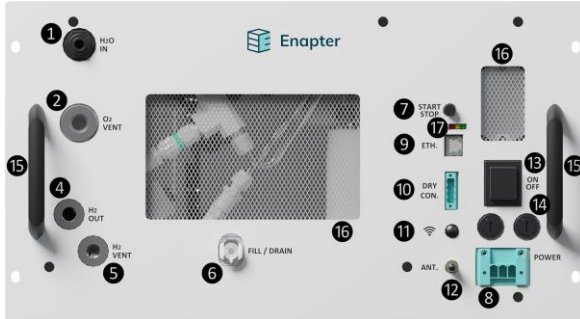 1
H₂O
IN
Enapter
16
2
O₂
VENT
7
START
STOP
17
9
ETH.
15
13
ON
OFF
15
4
H₂
OUT
10
DRY
CON.
14
16
11
5
H₂
VENT
6
FILL / DRAIN
ANT.
12
8
POWER